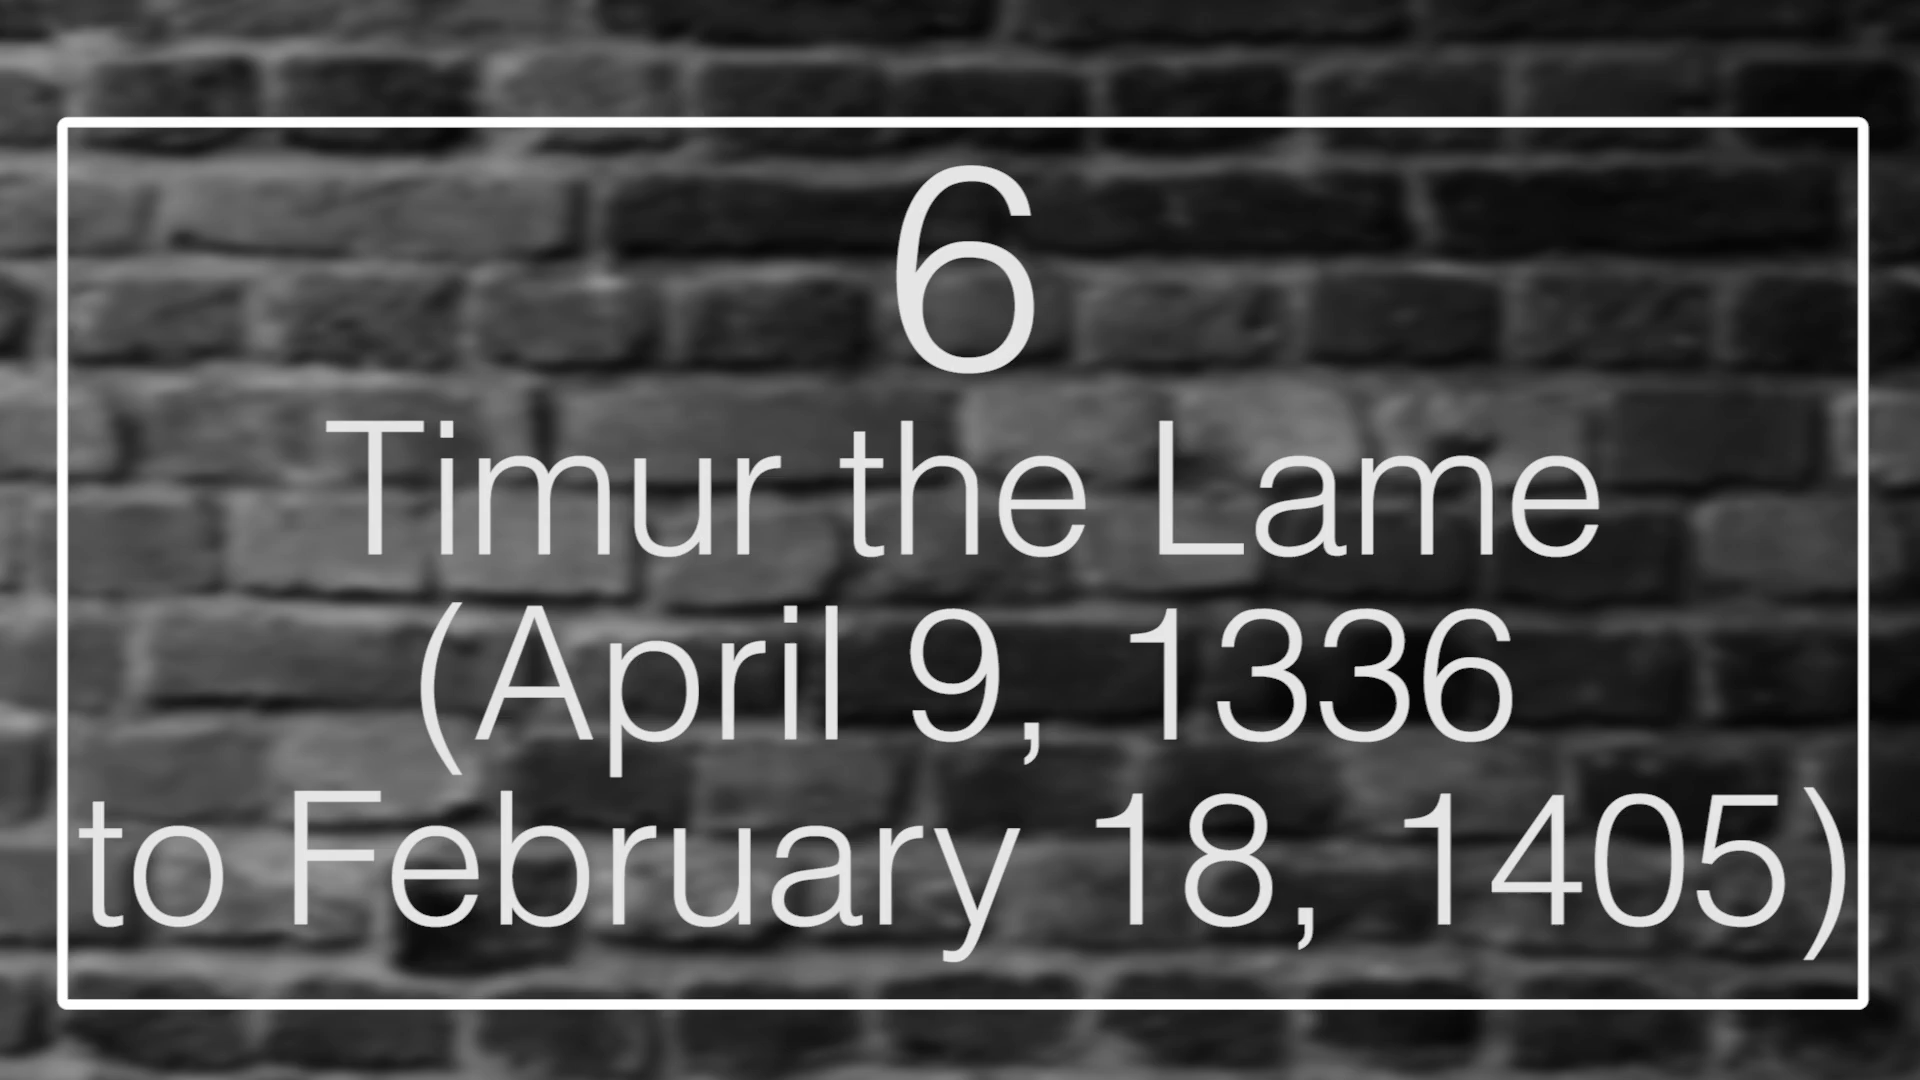 6
Timur the Lame
(April 9, 1336
to February 18, 1405)